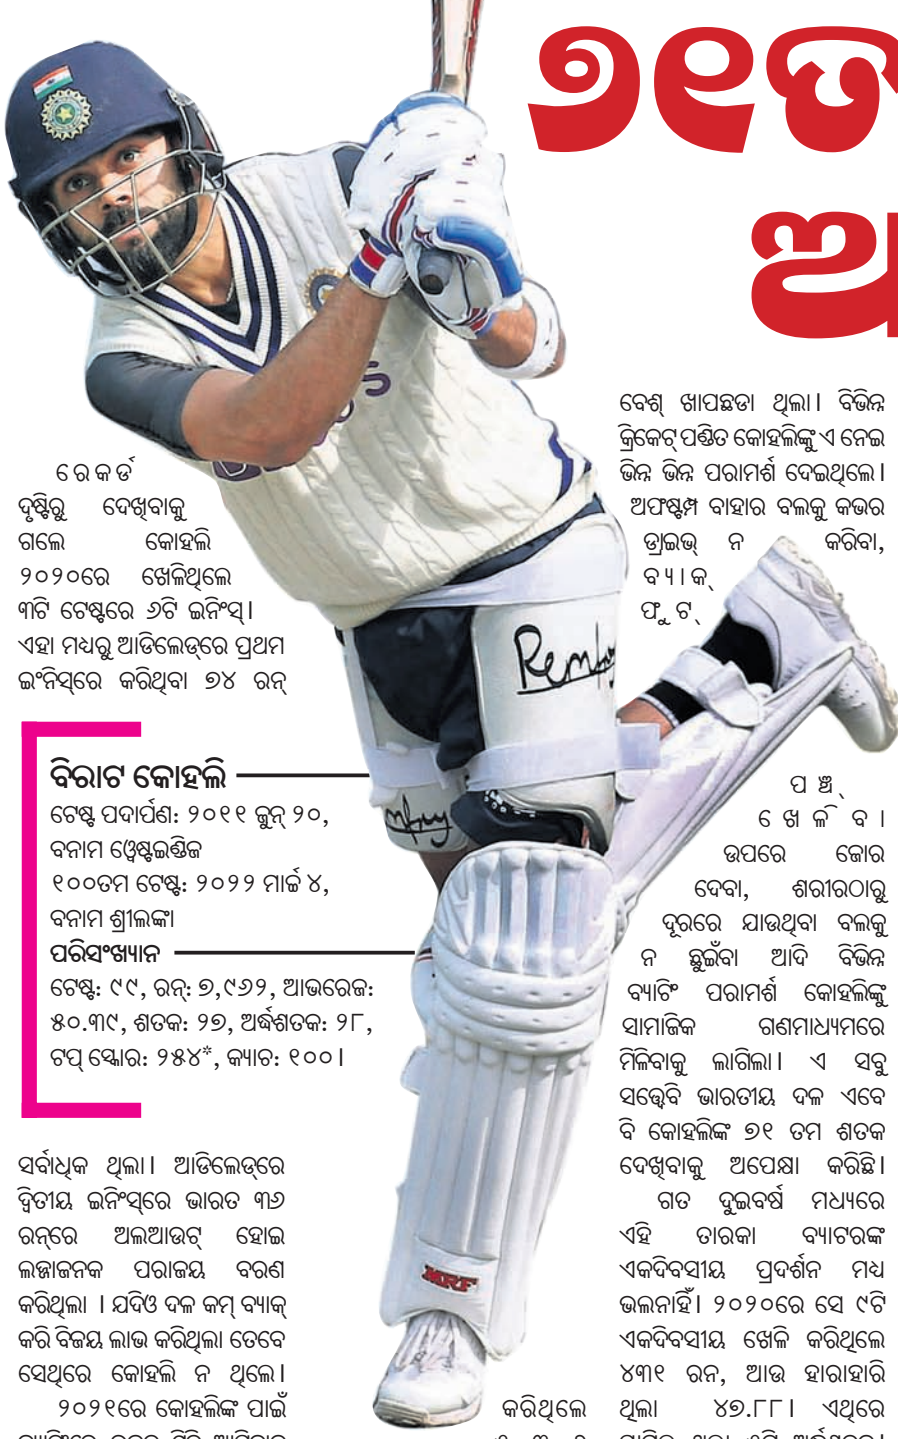 ୭୧ତ
ଅ
ରେକର୍ଡ
ଦୃଷ୍ଟିରୁ ଦେଖିବାକୁ
ଗଲେ କୋହଲି
୨୦୨୦ରେ ଖେଳିଥିଲେ
୩ଟି ଟେଷ୍ଟରେ ୬ଟି ଇନିଂସ୍।
ଏହା ମଧ୍ୟରୁ ଆଡିଲେଡ୍‌ରେ ପ୍ରଥମ
ଇଂନିସ୍‌ରେ କରିଥିବା ୭୪ ରନ୍
ବିରାଟ କୋହଲି
ଟେଷ୍ଟ ପଦାର୍ପଣ: ୨୦୧୧ ଜୁନ୍ ୨୦,
ବନାମ ୱେଷ୍ଟଇଣ୍ଡିଜ
୧୦୦ତମ ଟେଷ୍ଟ: ୨୦୨୨ ମାର୍ଚ୍ଚ ୪,
ବନାମ ଶ୍ରୀଲଙ୍କା
ପରିସଂଖ୍ୟାନ
ଟେଷ୍ଟ: ୯୯, ରନ୍: ୭,୯୬୨, ଆଭରେଜ:
୫୦.୩୯, ଶତକ: ୨୭, ଅର୍ଦ୍ଧଶତକ: ୨୮,
ଟପ୍ ସ୍କୋର: ୨୫୪*, କ୍ୟାଚ: ୧୦୦।
ସର୍ବାଧିକ ଥିଲା। ଆଡିଲେଡ୍‌ରେ
ଦ୍ୱିତୀୟ ଇନିଂସ୍‌ରେ ଭାରତ ୩୬
ରନ୍‌ରେ ଅଲଆଉଟ୍ ହୋଇ
ଲଜ୍ଜାଜନକ ପରାଜୟ ବରଣ
କରିଥିଲା । ଯଦିଓ ଦଳ କମ୍ ବ୍ୟାକ୍
କରି ବିଜୟ ଲାଭ କରିଥିଲା ତେବେ
ସେଥିରେ କୋହଲି ନ ଥିଲେ।
୨୦୨୧ରେ କୋହଲିଙ୍କ ପାଇଁ
କରିଥିଲେ
ବେଶ୍ ଖାପଛଡା ଥିଲା। ବିଭିନ୍ନ
କ୍ରିକେଟ୍ ପଣ୍ଡିତ କୋହଲିଙ୍କୁ ଏ ନେଇ
ଭିନ୍ନ ଭିନ୍ନ ପରାମର୍ଶ ଦେଇଥିଲେ।
ଅଫଷ୍ଟମ୍ପ ବାହାର ବଲକୁ କଭର
ଡ୍ରାଇଭ୍ ନ କରିବା,
ବ୍ୟାକ୍
ଫୁଟ୍
ପଞ୍ଚ୍
ଖେଳିବା
ଉପରେ ଜୋର
ଦେବା, ଶରୀରଠାରୁ
ଦୂରରେ ଯାଉଥିବା ବଲକୁ
ନ ଛୁଇଁବା ଆଦି ବିଭିନ୍ନ
ବ୍ୟାଟିଂ ପରାମର୍ଶ କୋହଲିଙ୍କୁ
ସାମାଜିକ ଗଣମାଧ୍ୟମରେ
ମିଳିବାକୁ ଲାଗିଲା। ଏ ସବୁ
ସତ୍ତ୍ୱେବି ଭାରତୀୟ ଦଳ ଏବେ
ବି କୋହଲିଙ୍କ ୭୧ ତମ ଶତକ
ଦେଖିବାକୁ ଅପେକ୍ଷା କରିଛି।
ଗତ ଦୁଇବର୍ଷ ମଧ୍ୟରେ
ଏହି ତାରକା ବ୍ୟାଟରଙ୍କ
ଏକଦିବସୀୟ ପ୍ରଦର୍ଶନ ମଧ୍ୟ
ଭଲନାହିଁ। ୨୦୨୦ରେ ସେ ୯ଟି
ଏକଦିବସୀୟ ଖେଳି କରିଥିଲେ
୪୩୧ ରନ, ଆଉ ହାରାହାରି
ଥିଲା ୪୭.୮୮। ଏଥିରେ
MRF